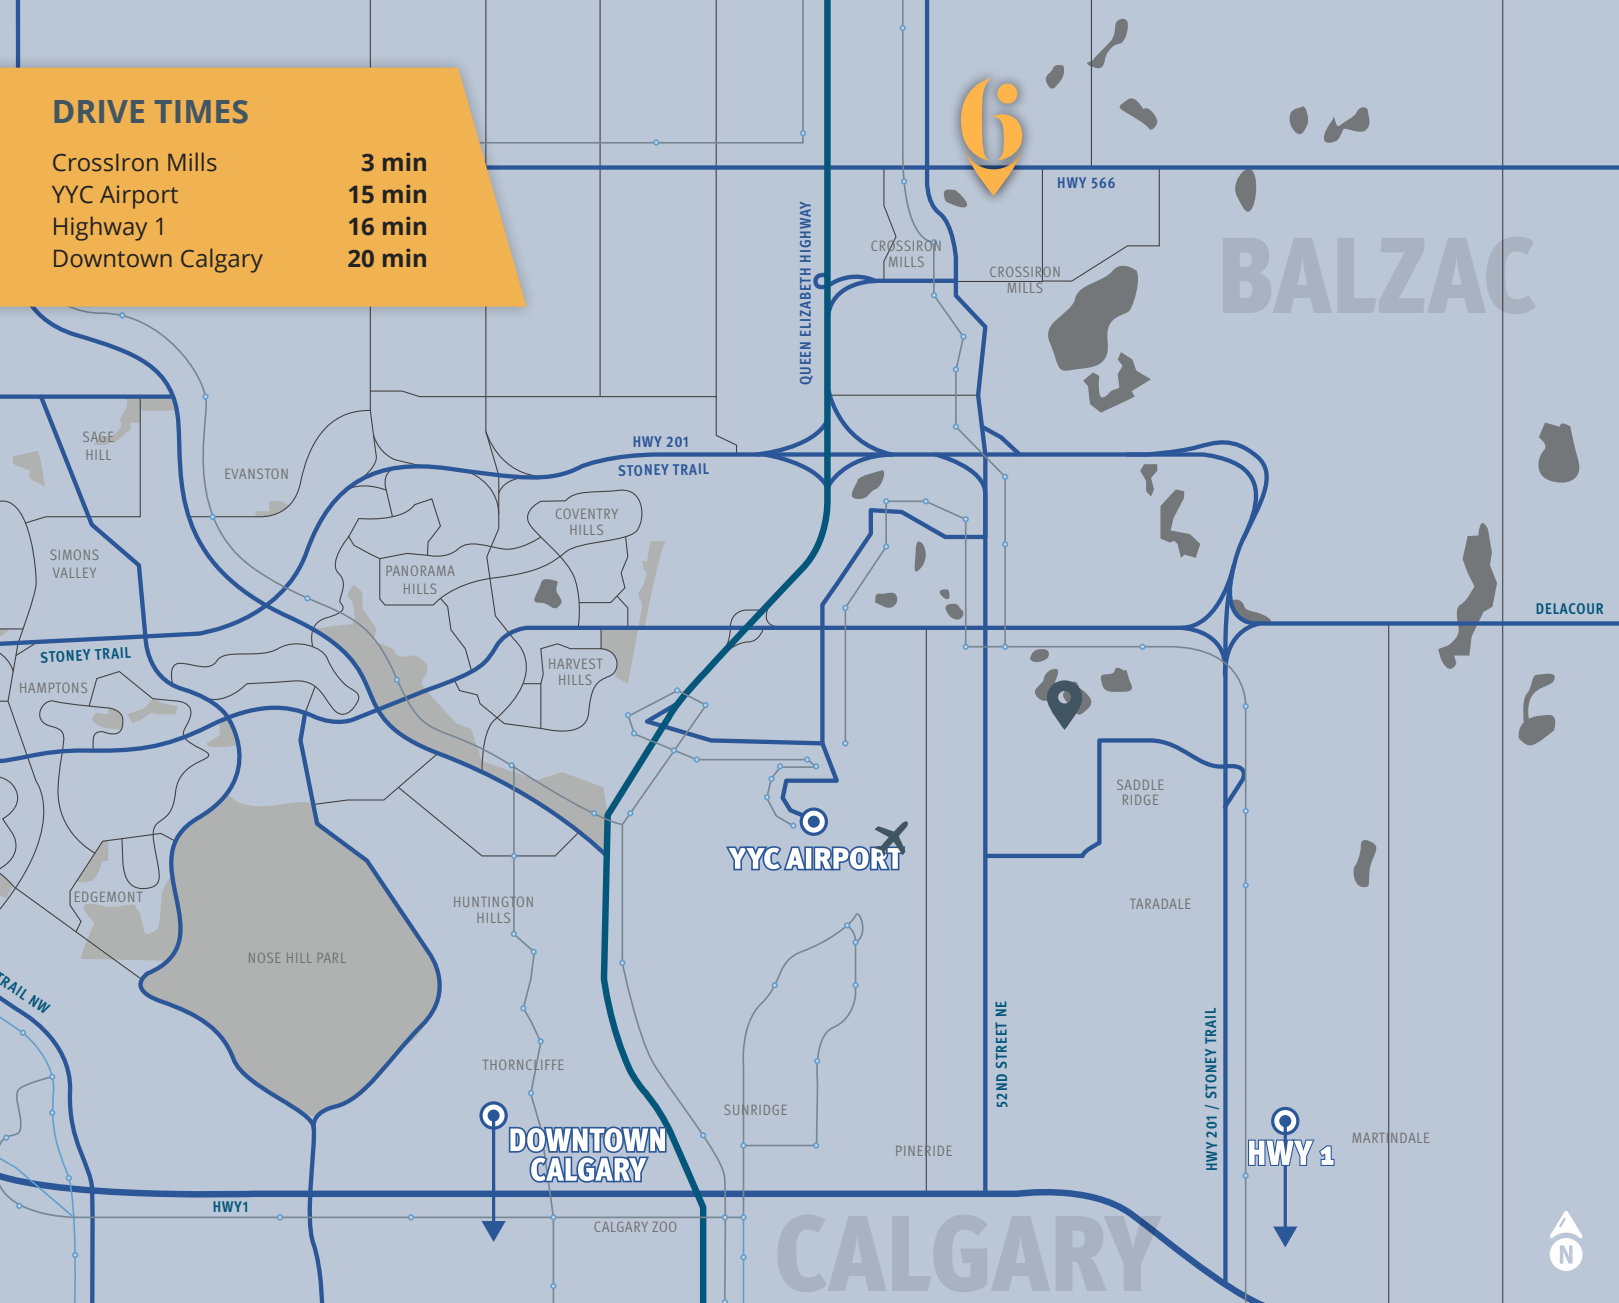 DRIVE TIMES
CrossIron Mills 3 min
YYC Airport 15 min
Highway 1 16 min
Downtown Calgary 20 min
6
HWY 566
QUEEN ELIZABETH HIGHWAY
CROSSIRON
MILLS
CROSSIRON
MILLS
BALZAC
SAGE
HILL
EVANSTON
HWY 201
STONEY TRAIL
COVENTRY
HILLS
SIMONS
VALLEY
PANORAMA
HILLS
DELACOUR
STONEY TRAIL
HAMPTONS
HARVEST
HILLS
SADDLE
RIDGE
YYC AIRPORT
EDGEMONT
HUNTINGTON
HILLS
TARADALE
NOSE HILL PARL
TRAIL NW
52ND STREET NE
HWY 201 / STONEY TRAIL
THORNCLIFFE
SUNRIDGE
PINERIDE
DOWNTOWN
CALGARY
HWY 1
MARTINDALE
HWY1
CALGARY ZOO
CALGARY
N